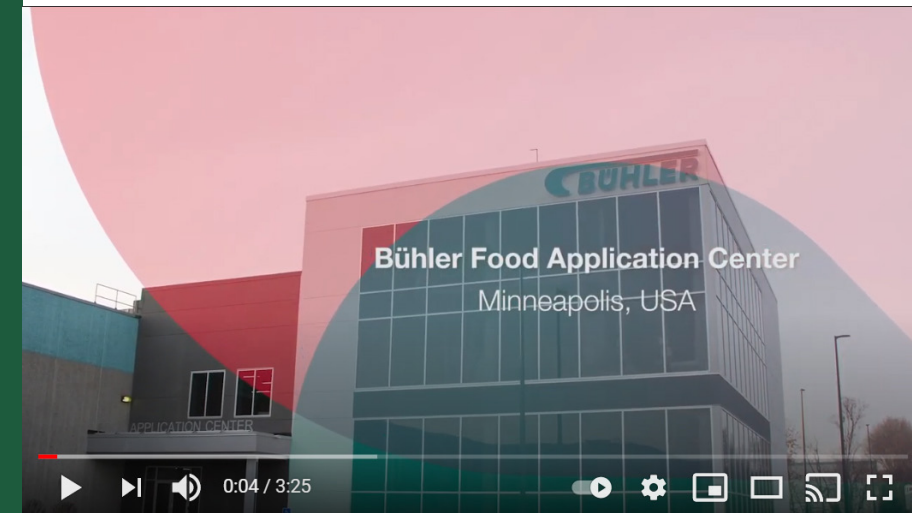 BÜHLER
Bühler Food Application Center
Minneapolis, USA
APPLICATION CENTER
0:04 / 3:25